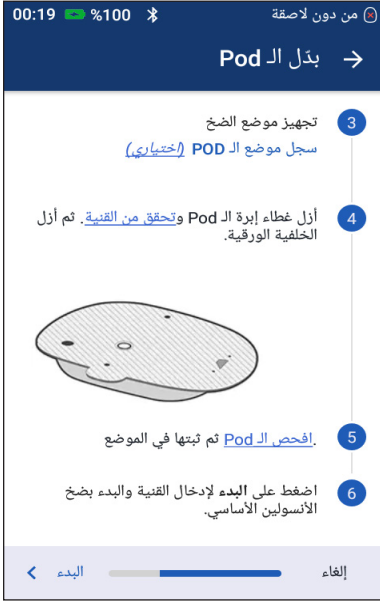 من دون لاصقة %100 00:19
بدّل الـ Pod
3 تجهيز موضع الضخ
سجل موضع الـ POD (اختياري)
4 أزل غطاء إبرة الـ Pod وتحقق من القنية. ثم أزل
الخلفية الورقية.
5 .افحص الـ Pod ثم ثبتها في الموضع
6 اضغط على البدء لإدخال القنية والبدء بضخ
الأنسولين الأساسي.
إلغاء البدء